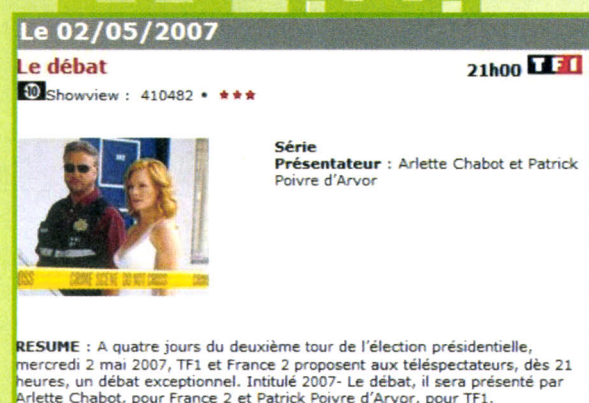 Le 02/05/2007
Le débat
21h00 TF1
-10 Showview : 410482 • ★★★
Série
Présentateur : Arlette Chabot et Patrick
Poivre d'Arvor
CRIME SCENE DO NOT CROSS
RESUME : A quatre jours du deuxième tour de l'élection présidentielle,
mercredi 2 mai 2007, TF1 et France 2 proposent aux téléspectateurs, dès 21
heures, un débat exceptionnel. Intitulé 2007- Le débat, il sera présenté par
Arlette Chabot, pour France 2 et Patrick Poivre d'Arvor, pour TF1.